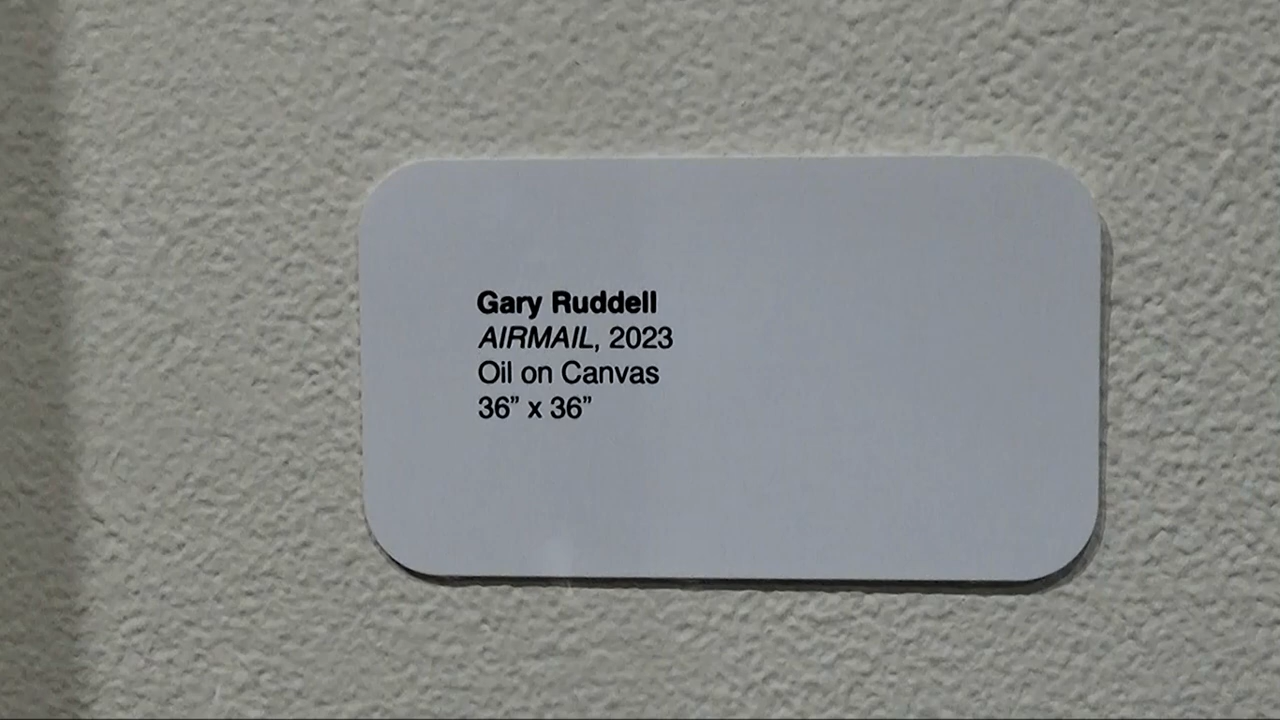 Gary Ruddell
AIRMAIL, 2023
Oil on Canvas
36” x 36”